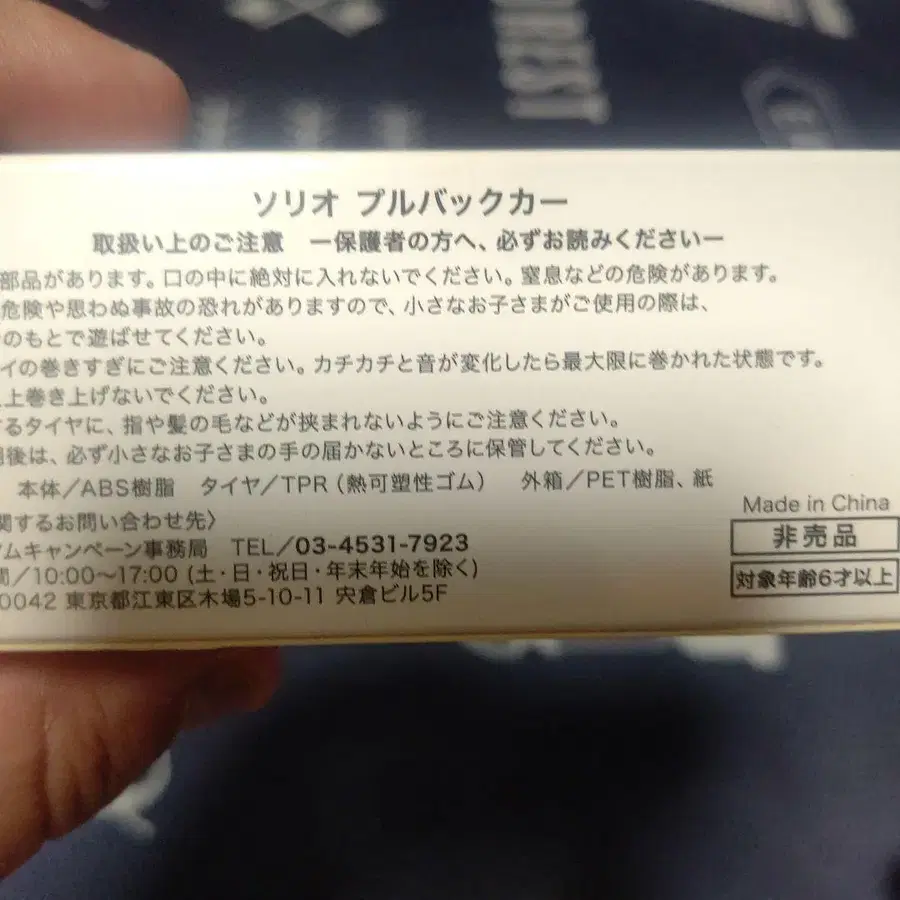 OREST
ソリオ プルバックカー
取扱い上のご注意 ー保護者の方へ、必ずお読みくださいー
部品があります。口の中に絶対に入れないでください。窒息などの危険があります。
危険や思わぬ事故の恐れがありますので、小さなお子さまがご使用の際は、
のもとで遊ばせてください。
イの巻きすぎにご注意ください。カチカチと音が変化したら最大限に巻かれた状態です。
上巻き上げないでください。
るタイヤに、指や髪の毛などが挟まれないようにご注意ください。
後は、必ず小さなお子さまの手の届かないところに保管してください。
本体／ABS樹脂 タイヤ／TPR（熱可塑性ゴム） 外箱／PET樹脂、紙
Made in China
関するお問い合わせ先〉
非売品
ムキャンペーン事務局 TEL／03-4531-7923
間／10:00〜17:00 (土・日・祝日・年末年始を除く)
対象年齢6才以上
0042 東京都江東区木場5-10-11 宍倉ビル5F